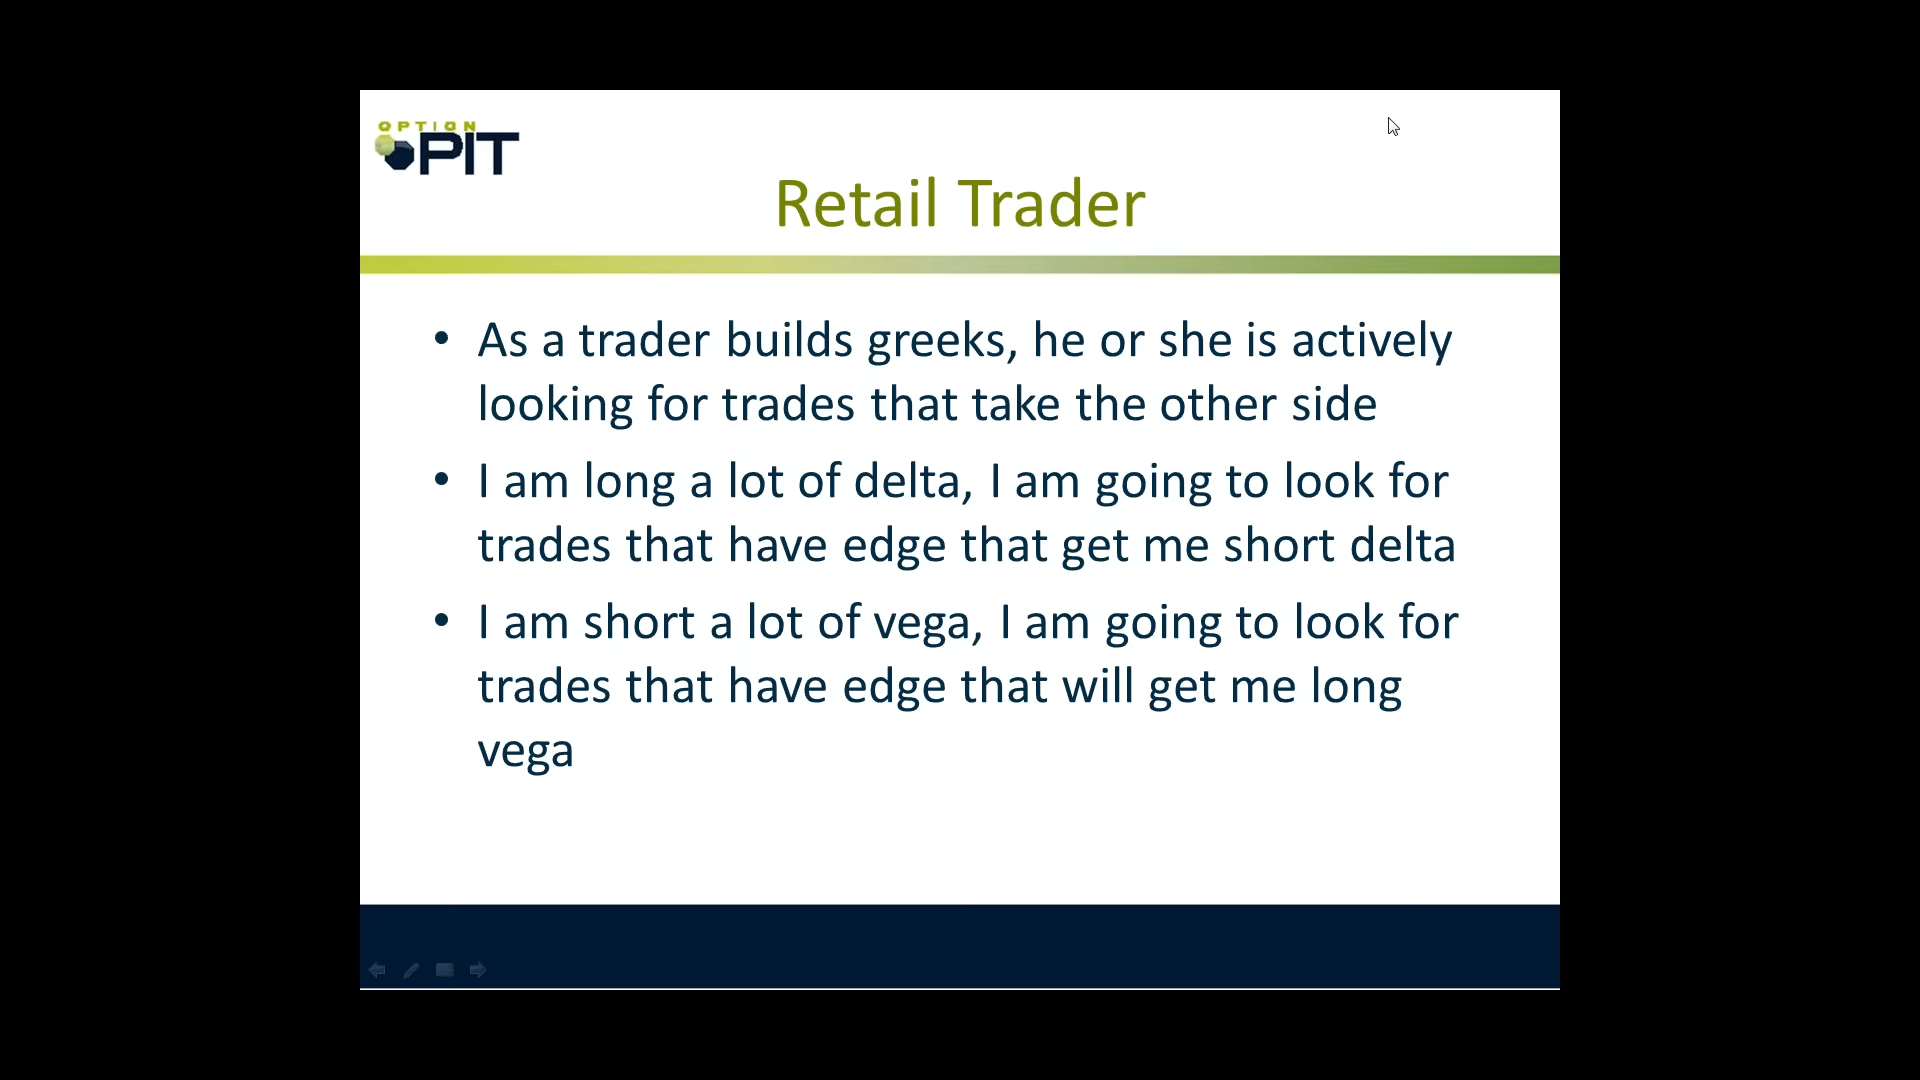 OPTION
PIT
Retail Trader
• As a trader builds greeks, he or she is actively
looking for trades that take the other side
• I am long a lot of delta, I am going to look for
trades that have edge that get me short delta
• I am short a lot of vega, I am going to look for
trades that have edge that will get me long
vega